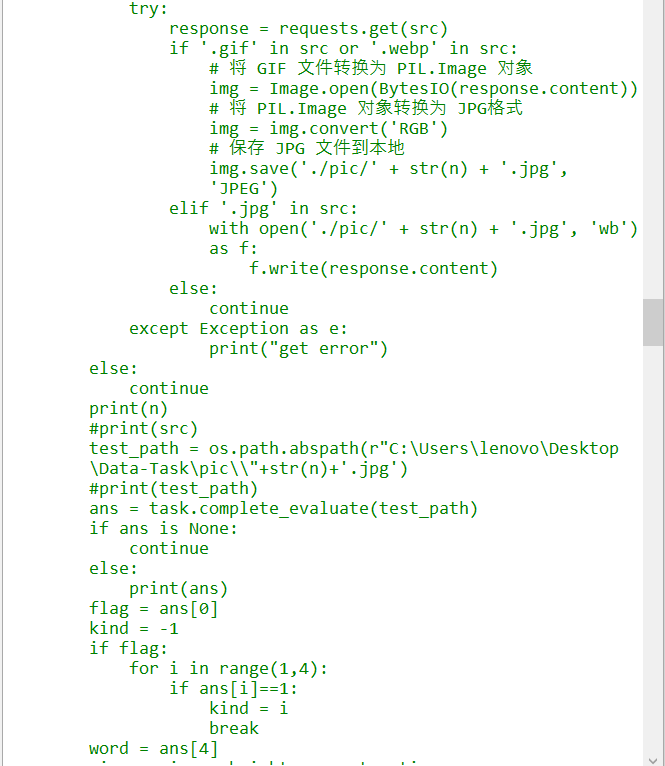 try:
response = requests.get(src)
if '.gif' in src or '.webp' in src:
# 将 GIF 文件转换为 PIL.Image 对象
img = Image.open(BytesIO(response.content))
# 将 PIL.Image 对象转换为 JPG格式
img = img.convert('RGB')
# 保存 JPG 文件到本地
img.save('./pic/' + str(n) + '.jpg',
'JPEG')
elif '.jpg' in src:
with open('./pic/' + str(n) + '.jpg', 'wb')
as f:
f.write(response.content)
else:
continue
except Exception as e:
print("get error")
else:
continue
print(n)
#print(src)
test_path = os.path.abspath(r"C:\Users\lenovo\Desktop
\Data-Task\pic\\"+str(n)+'.jpg')
#print(test_path)
ans = task.complete_evaluate(test_path)
if ans is None:
continue
else:
print(ans)
flag = ans[0]
kind = -1
if flag:
for i in range(1,4):
if ans[i]==1:
kind = i
break
word = ans[4]